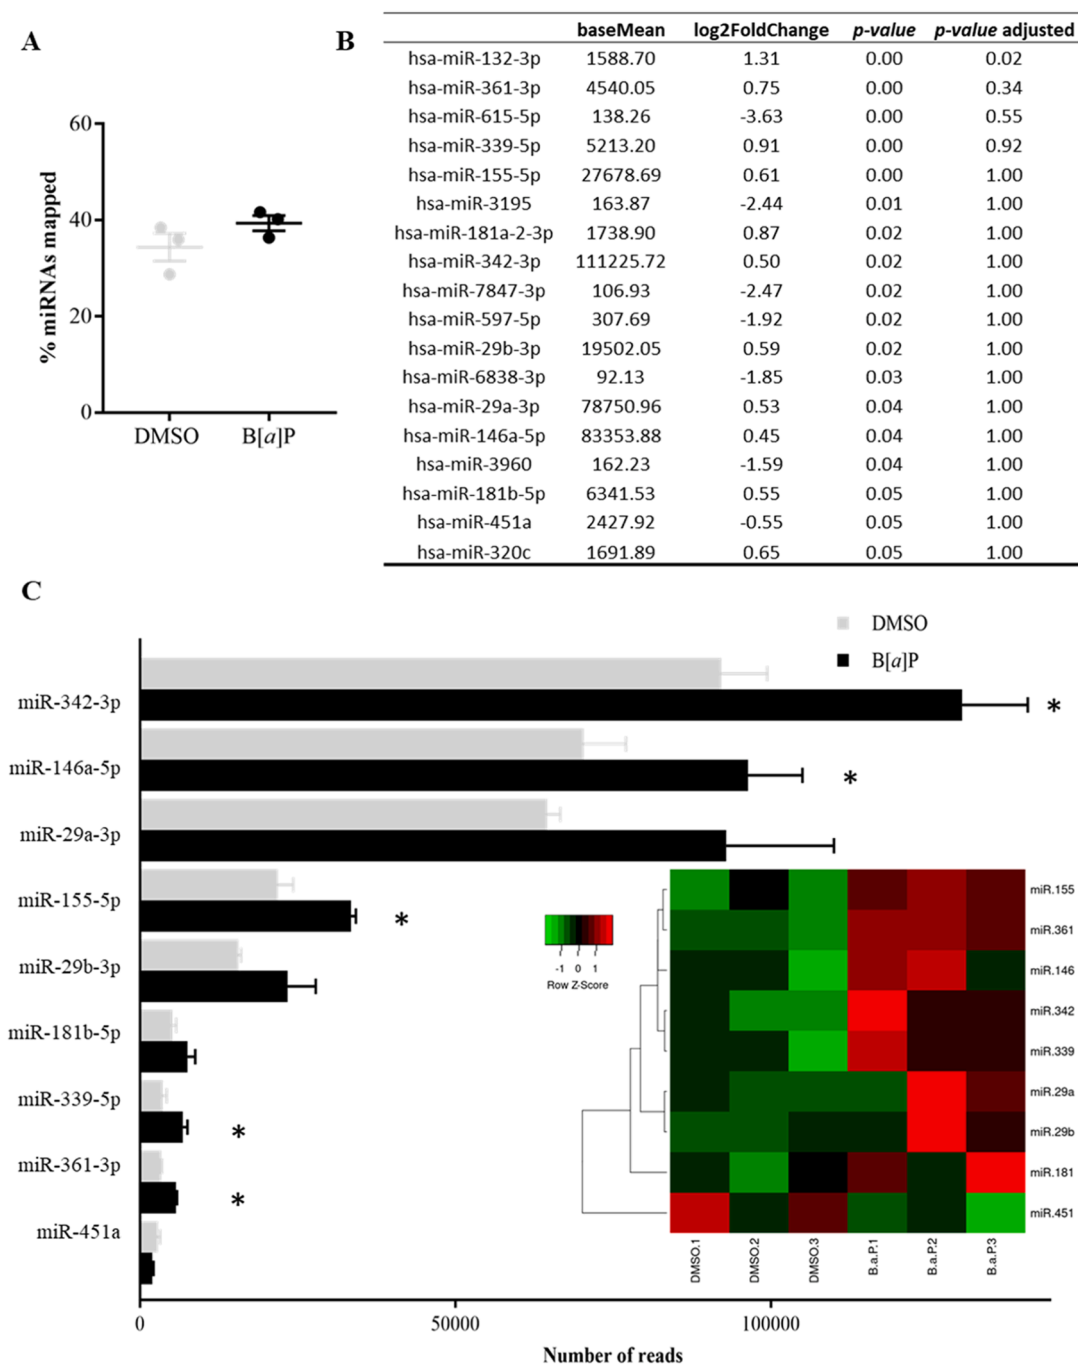 A
B
60
40
20
0
% miRNAs mapped
DMSO B[a]P
baseMean log2FoldChange p-value p-value adjusted
hsa-miR-132-3p 1588.70 1.31 0.00 0.02
hsa-miR-361-3p 4540.05 0.75 0.00 0.34
hsa-miR-615-5p 138.26 -3.63 0.00 0.55
hsa-miR-339-5p 5213.20 0.91 0.00 0.92
hsa-miR-155-5p 27678.69 0.61 0.00 1.00
hsa-miR-3195 163.87 -2.44 0.01 1.00
hsa-miR-181a-2-3p 1738.90 0.87 0.02 1.00
hsa-miR-342-3p 111225.72 0.50 0.02 1.00
hsa-miR-7847-3p 106.93 -2.47 0.02 1.00
hsa-miR-597-5p 307.69 -1.92 0.02 1.00
hsa-miR-29b-3p 19502.05 0.59 0.02 1.00
hsa-miR-6838-3p 92.13 -1.85 0.03 1.00
hsa-miR-29a-3p 78750.96 0.53 0.04 1.00
hsa-miR-146a-5p 83353.88 0.45 0.04 1.00
hsa-miR-3960 162.23 -1.59 0.04 1.00
hsa-miR-181b-5p 6341.53 0.55 0.05 1.00
hsa-miR-451a 2427.92 -0.55 0.05 1.00
hsa-miR-320c 1691.89 0.65 0.05 1.00
C
DMSO
B[a]P
miR-342-3p *
miR-146a-5p *
miR-29a-3p
miR-155-5p *
miR-29b-3p
miR-181b-5p
miR-339-5p *
miR-361-3p *
miR-451a
0 50000 100000
Number of reads
-1 0 1
Row Z-Score
miR.155
miR.361
miR.146
miR.342
miR.339
miR.29a
miR.29b
miR.181
miR.451
DMSO.1
DMSO.2
DMSO.3
B.a.P.1
B.a.P.2
B.a.P.3